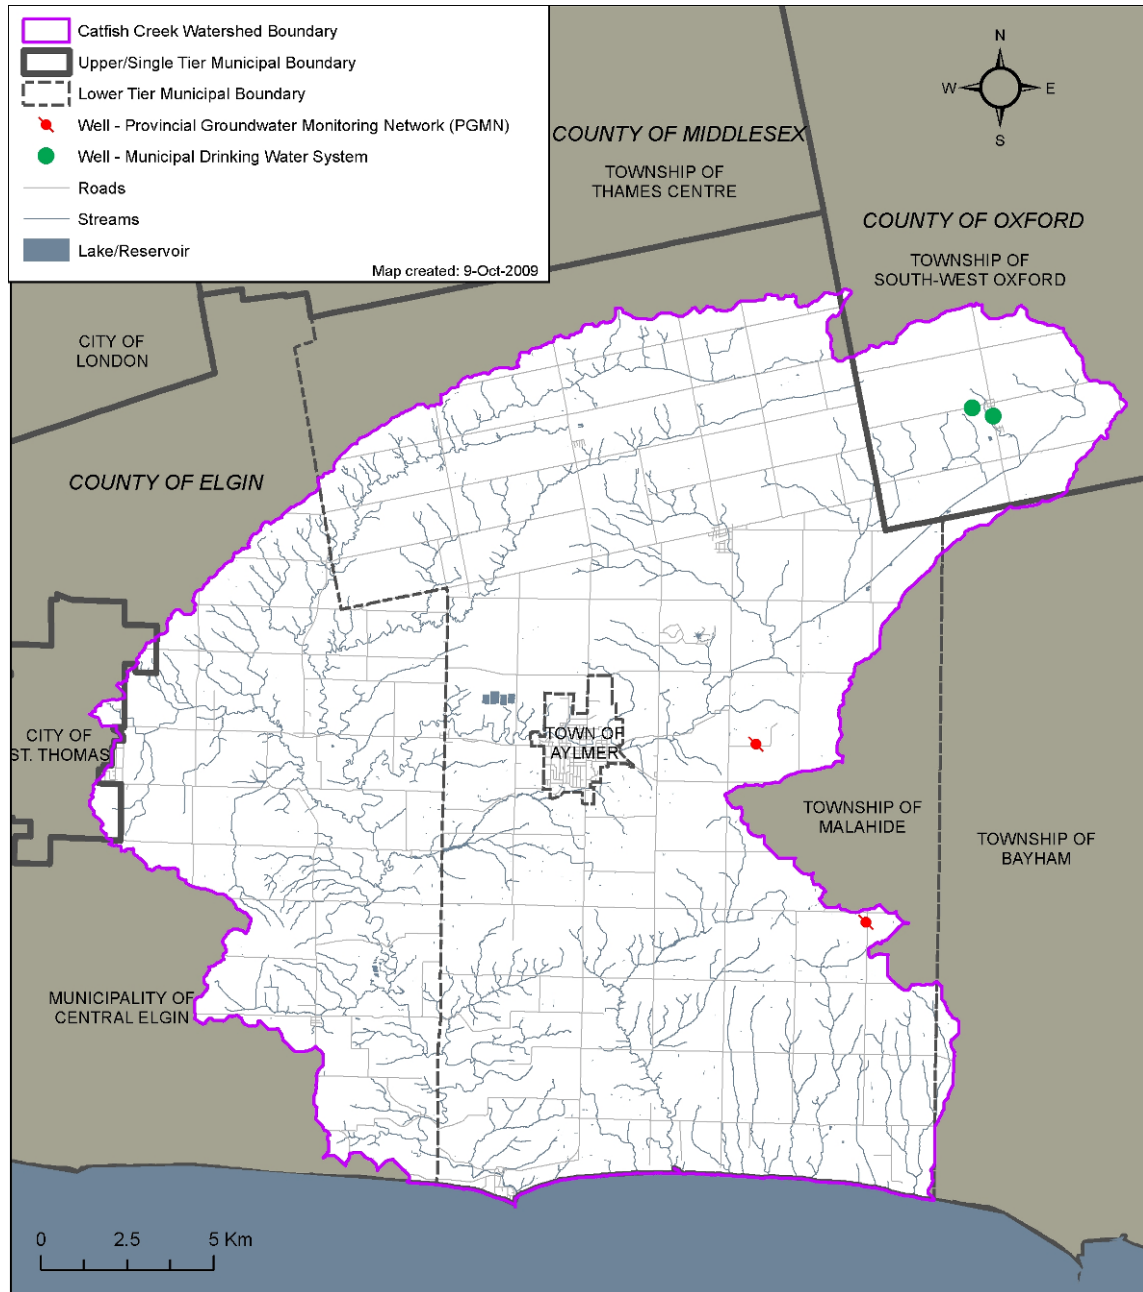 Catfish Creek Watershed Boundary
Upper/Single Tier Municipal Boundary
Lower Tier Municipal Boundary
Well - Provincial Groundwater Monitoring Network (PGMN)
Well - Municipal Drinking Water System
Roads
Streams
Lake/Reservoir
Map created: 9-Oct-2009
N
W
E
S
COUNTY OF MIDDLESEX
TOWNSHIP OF
THAMES CENTRE
COUNTY OF OXFORD
TOWNSHIP OF
SOUTH-WEST OXFORD
CITY OF
LONDON
COUNTY OF ELGIN
CITY OF
ST. THOMAS
TOWN OF
AYLMER
TOWNSHIP OF
MALAHIDE
TOWNSHIP OF
BAYHAM
MUNICIPALITY OF
CENTRAL ELGIN
0 2.5 5 Km